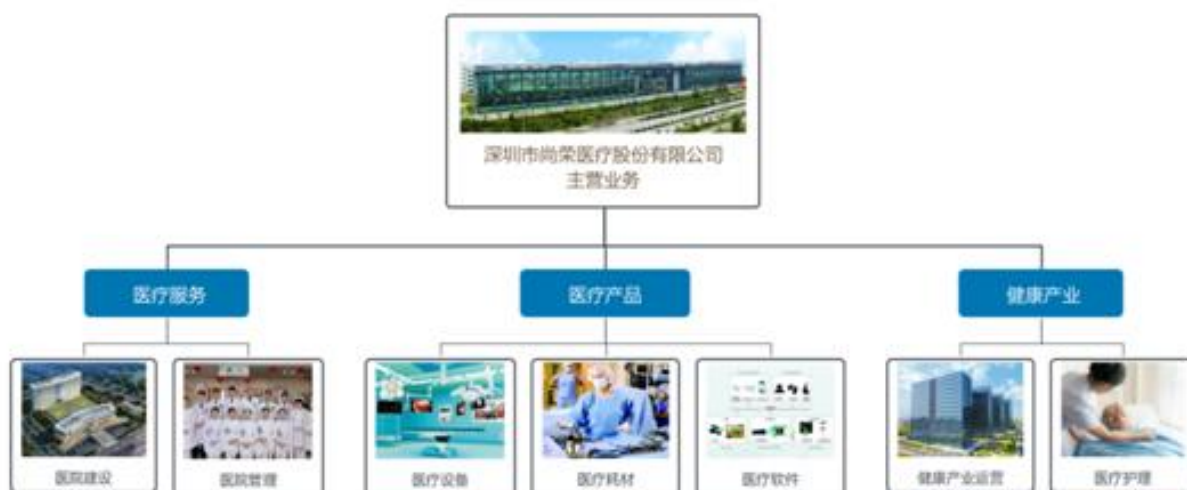 深圳市尚荣医疗股份有限公司
主营业务
医疗服务
医疗产品
健康产业
医院建设
医院管理
医疗设备
医疗耗材
医疗软件
健康产业运营
医疗护理